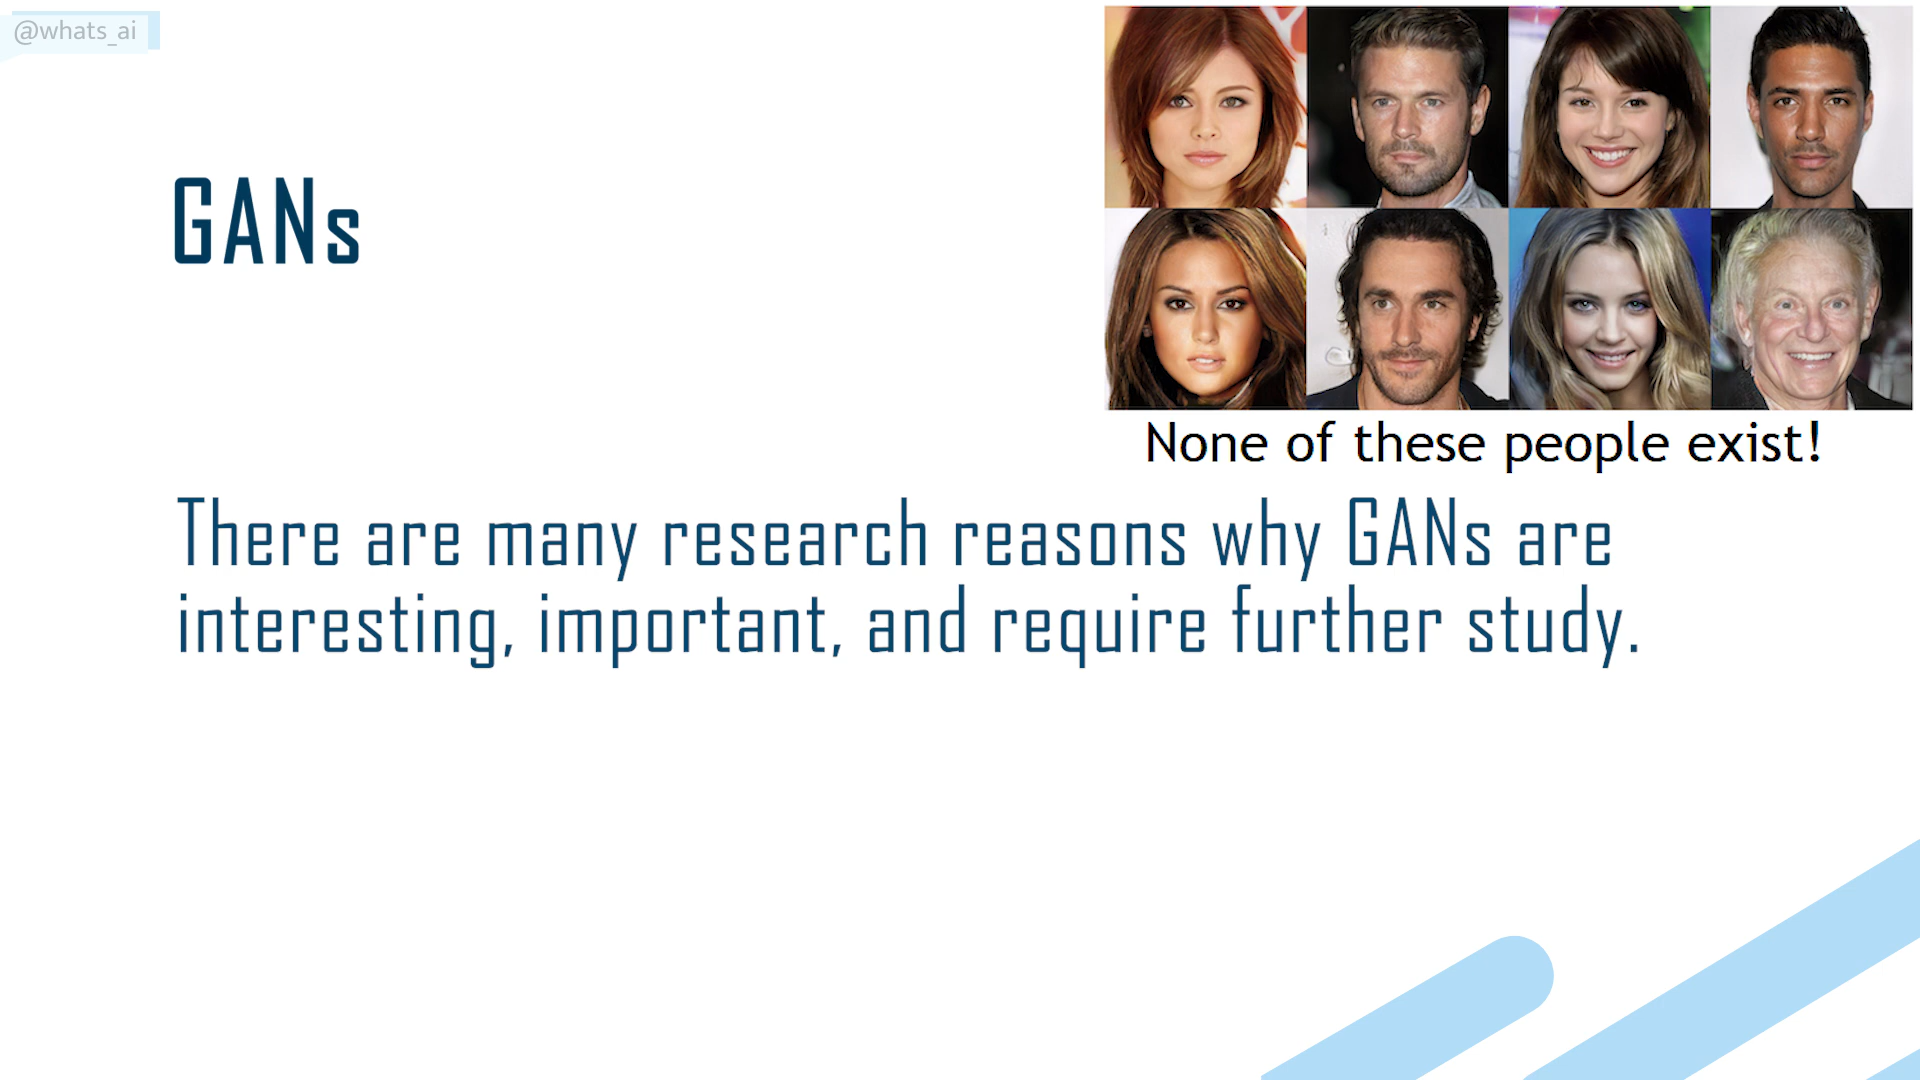 @whats_ai
GANs
None of these people exist!
There are many research reasons why GANs are
interesting, important, and require further study.